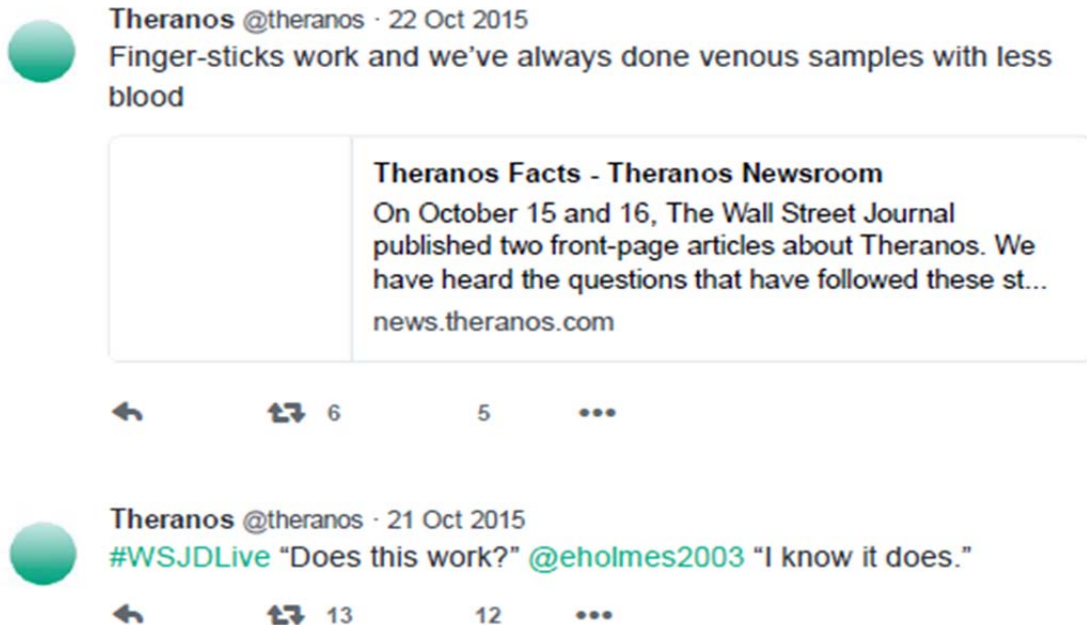 Theranos @theranos · 22 Oct 2015
Finger-sticks work and we’ve always done venous samples with less
blood
Theranos Facts - Theranos Newsroom
On October 15 and 16, The Wall Street Journal
published two front-page articles about Theranos. We
have heard the questions that have followed these st...
news.theranos.com
6 5 •••
Theranos @theranos · 21 Oct 2015
#WSJDLive “Does this work?” @eholmes2003 “I know it does.”
13 12 •••